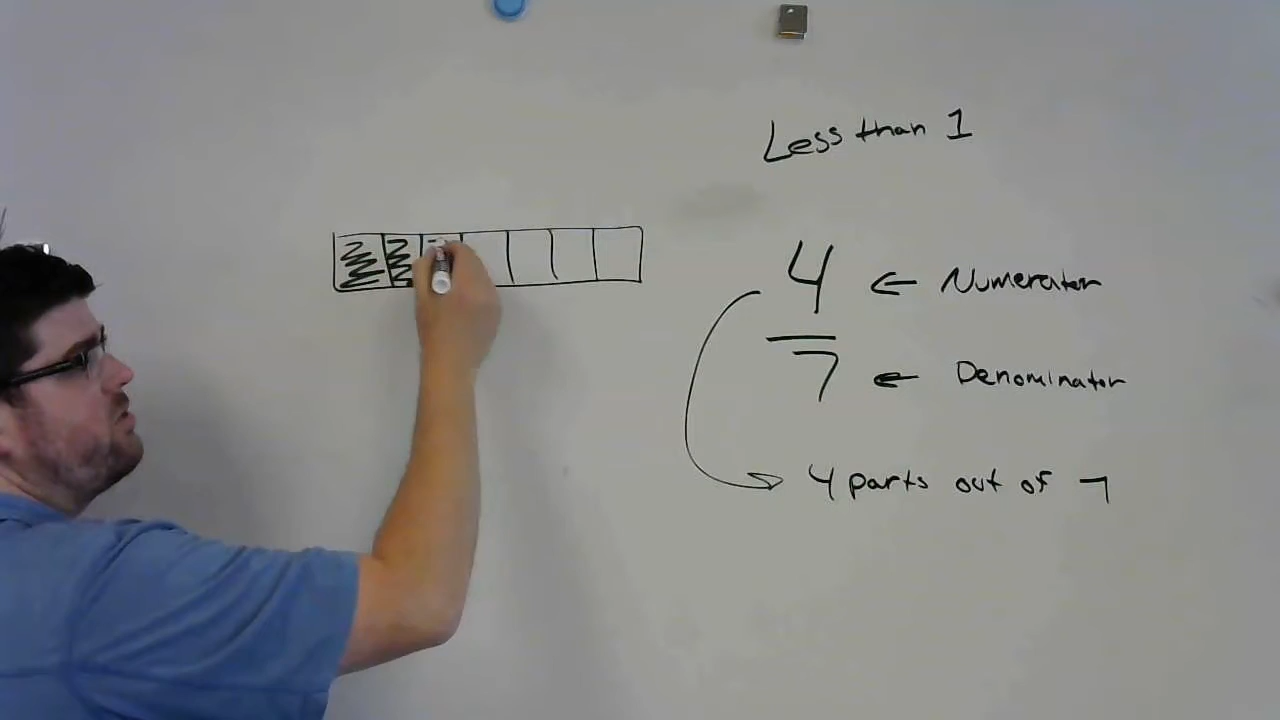 Less than 1
4 ← Numerator
7 ← Denominator
4 parts out of 7